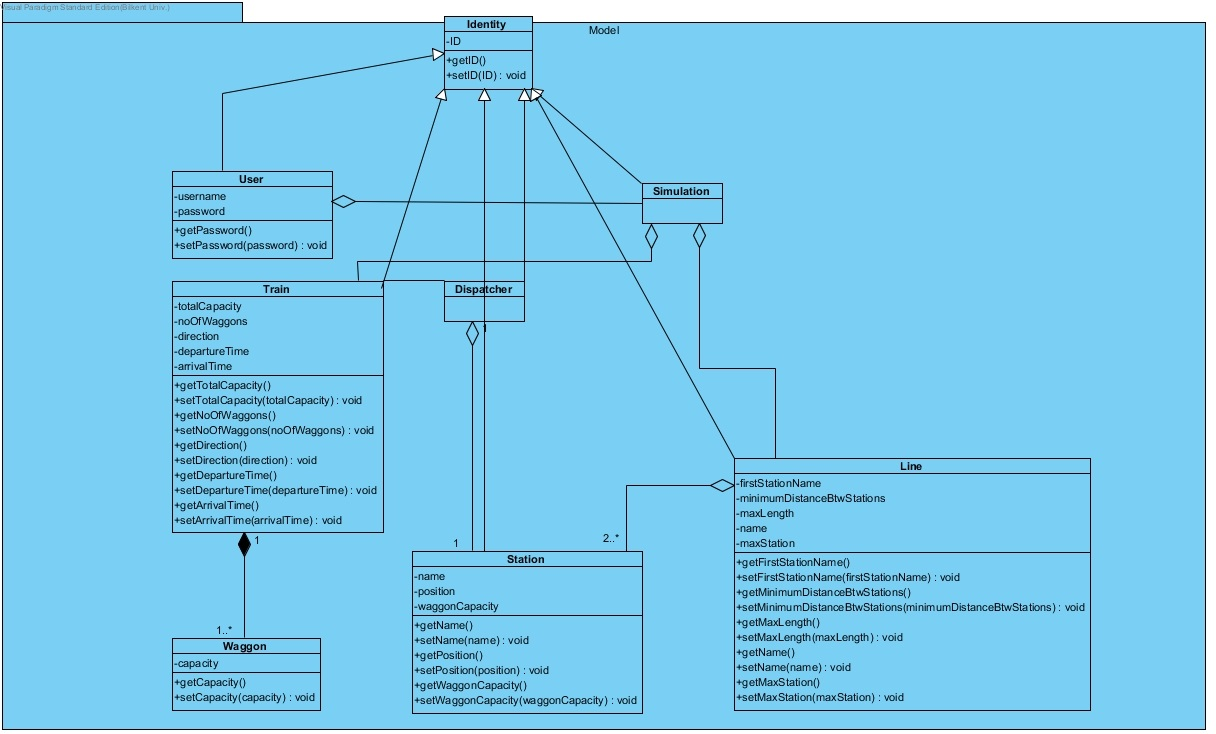 Visual Paradigm Standard Edition(Bilkent Univ.)
Model
Identity
-ID
+getID()
+setID(ID) : void
User
-username
-password
+getPassword()
+setPassword(password) : void
Simulation
Train
-totalCapacity
-noOfWaggons
-direction
-departureTime
-arrivalTime
+getTotalCapacity()
+setTotalCapacity(totalCapacity) : void
+getNoOfWaggons()
+setNoOfWaggons(noOfWaggons) : void
+getDirection()
+setDirection(direction) : void
+getDepartureTime()
+setDepartureTime(departureTime) : void
+getArrivalTime()
+setArrivalTime(arrivalTime) : void
Dispatcher
1
Line
-firstStationName
-minimumDistanceBtwStations
-maxLength
-name
-maxStation
+getFirstStationName()
+setFirstStationName(firstStationName) : void
+getMinimumDistanceBtwStations()
+setMinimumDistanceBtwStations(minimumDistanceBtwStations) : void
+getMaxLength()
+setMaxLength(maxLength) : void
+getName()
+setName(name) : void
+getMaxStation()
+setMaxStation(maxStation) : void
1
1
2..*
Station
-name
-position
-waggonCapacity
+getName()
+setName(name) : void
+getPosition()
+setPosition(position) : void
+getWaggonCapacity()
+setWaggonCapacity(waggonCapacity) : void
1..*
Waggon
-capacity
+getCapacity()
+setCapacity(capacity) : void